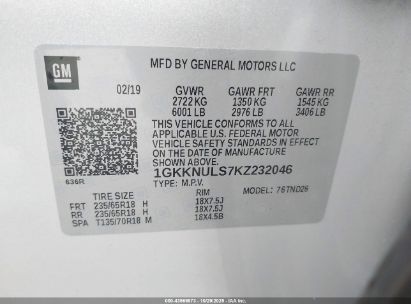 GM
MFD BY GENERAL MOTORS LLC
02/19 GVWR GAWR FRT GAWR RR
2722 KG 1350 KG 1545 KG
6001 LB 2976 LB 3406 LB
THIS VEHICLE CONFORMS TO ALL
APPLICABLE U.S. FEDERAL MOTOR
VEHICLE SAFETY STANDARDS IN EFFECT
ON THE DATE OF MANUFACTURE
SHOWN ABOVE.
636R 1GKKNULS7KZ232046
TYPE: M.P.V. MODEL: 76TND26
TIRE SIZE RIM
FRT 235/65R18 H 18X7.5J
RR 235/65R18 H 18X7.5J
SPA T135/70R18 M 18X4.5B